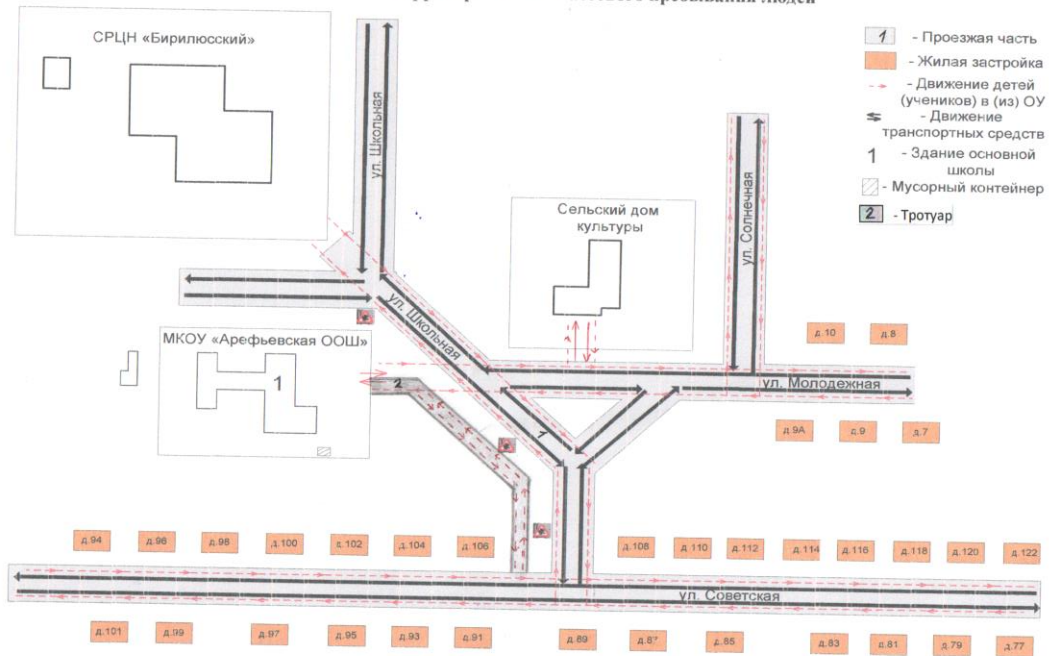 СРЦН «Бирилюсский»
ул. Школьная
1 - Проезжая часть
- Жилая застройка
- Движение детей
(учеников) в (из) ОУ
- Движение
транспортных средств
1 - Здание основной
школы
- Мусорный контейнер
2 - Тротуар
Сельский дом
культуры
ул. Солнечная
ул. Школьная
МКОУ «Арефьевская ООШ»
1
2
1
д.10 д.8
ул. Молодежная
д.9А д.9 д.7
д.94 д.96 д.98 д.100 д.102 д.104 д.106 д.108 д.110 д.112 д.114 д.116 д.118 д.120 д.122
ул. Советская
д.101 д.99 д.97 д.95 д.93 д.91 д.89 д.87 д.85 д.83 д.81 д.79 д.77